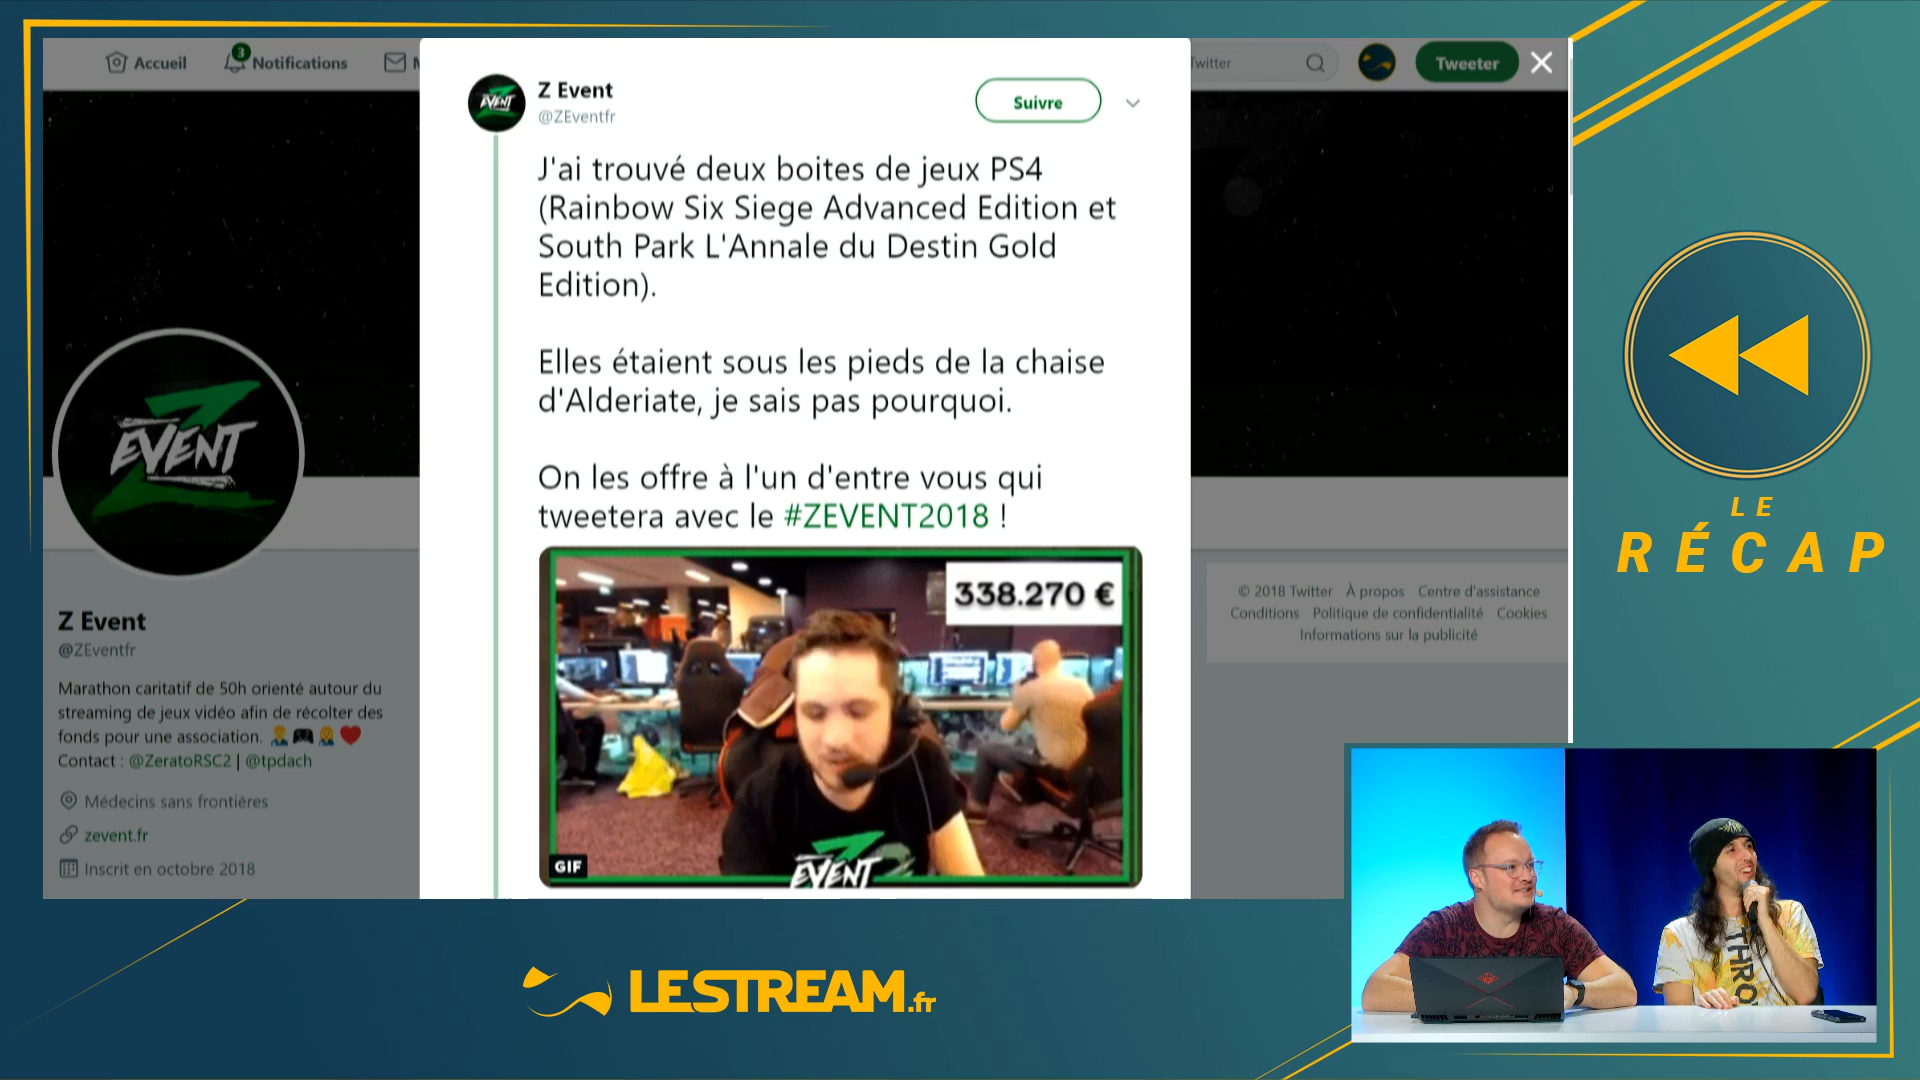 Accueil
3
Notifications
Twitter
Tweeter
Z Event
@ZEventfr
Suivre
J'ai trouvé deux boites de jeux PS4
(Rainbow Six Siege Advanced Edition et
South Park L'Annale du Destin Gold
Edition).
Elles étaient sous les pieds de la chaise
d'Alderiate, je sais pas pourquoi.
On les offre à l'un d'entre vous qui
tweetera avec le #ZEVENT2018 !
338.270 €
GIF
EVENT
Z EVENT
Z Event
@ZEventfr
Marathon caritatif de 50h orienté autour du
streaming de jeux vidéo afin de récolter des
fonds pour une association.
Contact : @ZeratoRSC2 | @tpdach
Médecins sans frontières
zevent.fr
Inscrit en octobre 2018
© 2018 Twitter À propos Centre d'assistance
Conditions Politique de confidentialité Cookies
Informations sur la publicité
LE
RÉCAP
THRO
LESTREAM.fr